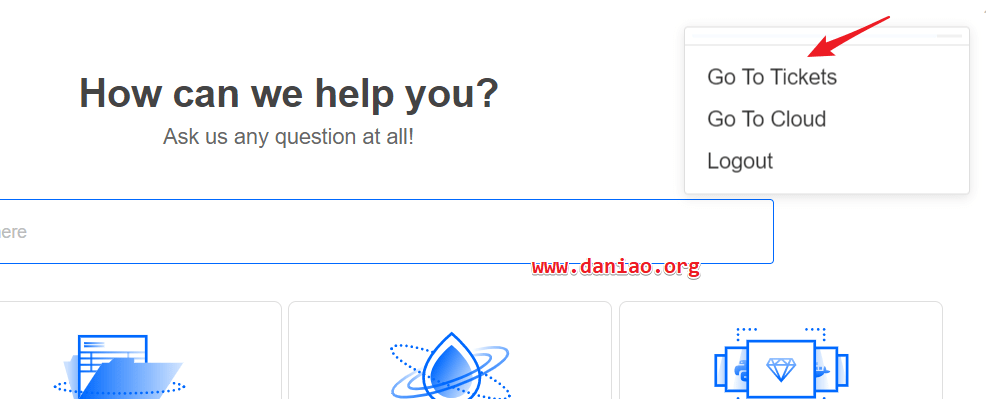 How can we help you?
Ask us any question at all!
Go To Tickets
Go To Cloud
Logout
ere
www.daniao.org